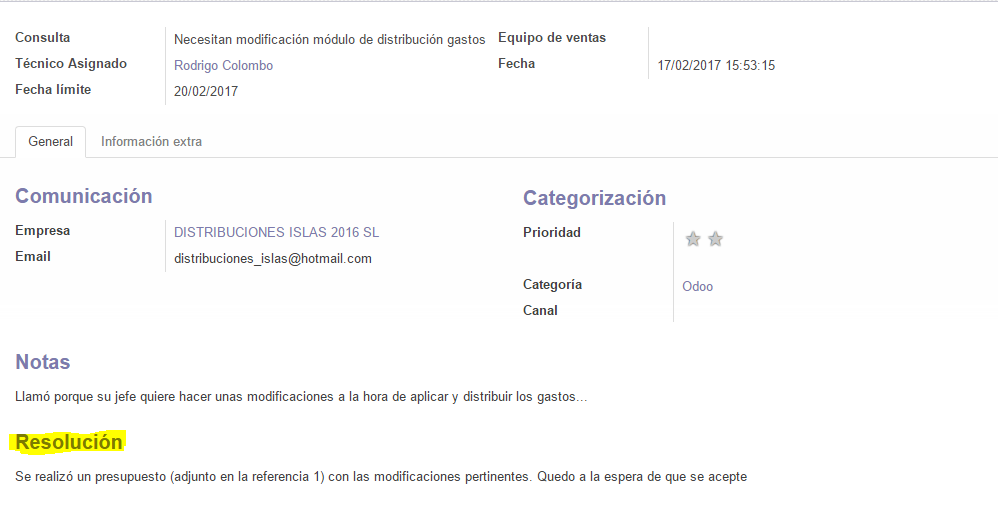 Consulta Necesitan modificación módulo de distribución gastos Equipo de ventas
Técnico Asignado Rodrigo Colombo Fecha 17/02/2017 15:53:15
Fecha límite 20/02/2017
General Información extra
Comunicación Categorización
Empresa DISTRIBUCIONES ISLAS 2016 SL Prioridad
Email distribuciones_islas@hotmail.com
Categoría Odoo
Canal
Notas
Llamó porque su jefe quiere hacer unas modificaciones a la hora de aplicar y distribuir los gastos...
Resolución
Se realizó un presupuesto (adjunto en la referencia 1) con las modificaciones pertinentes. Quedo a la espera de que se acepte